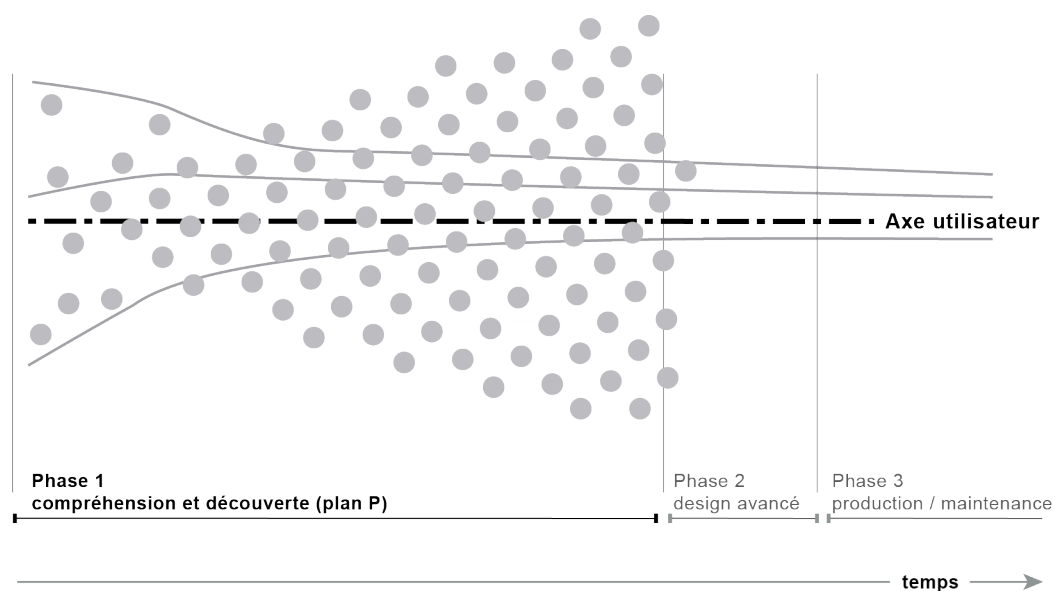 Axe utilisateur
Phase 1
compréhension et découverte (plan P)
Phase 2
design avancé
Phase 3
production / maintenance
temps